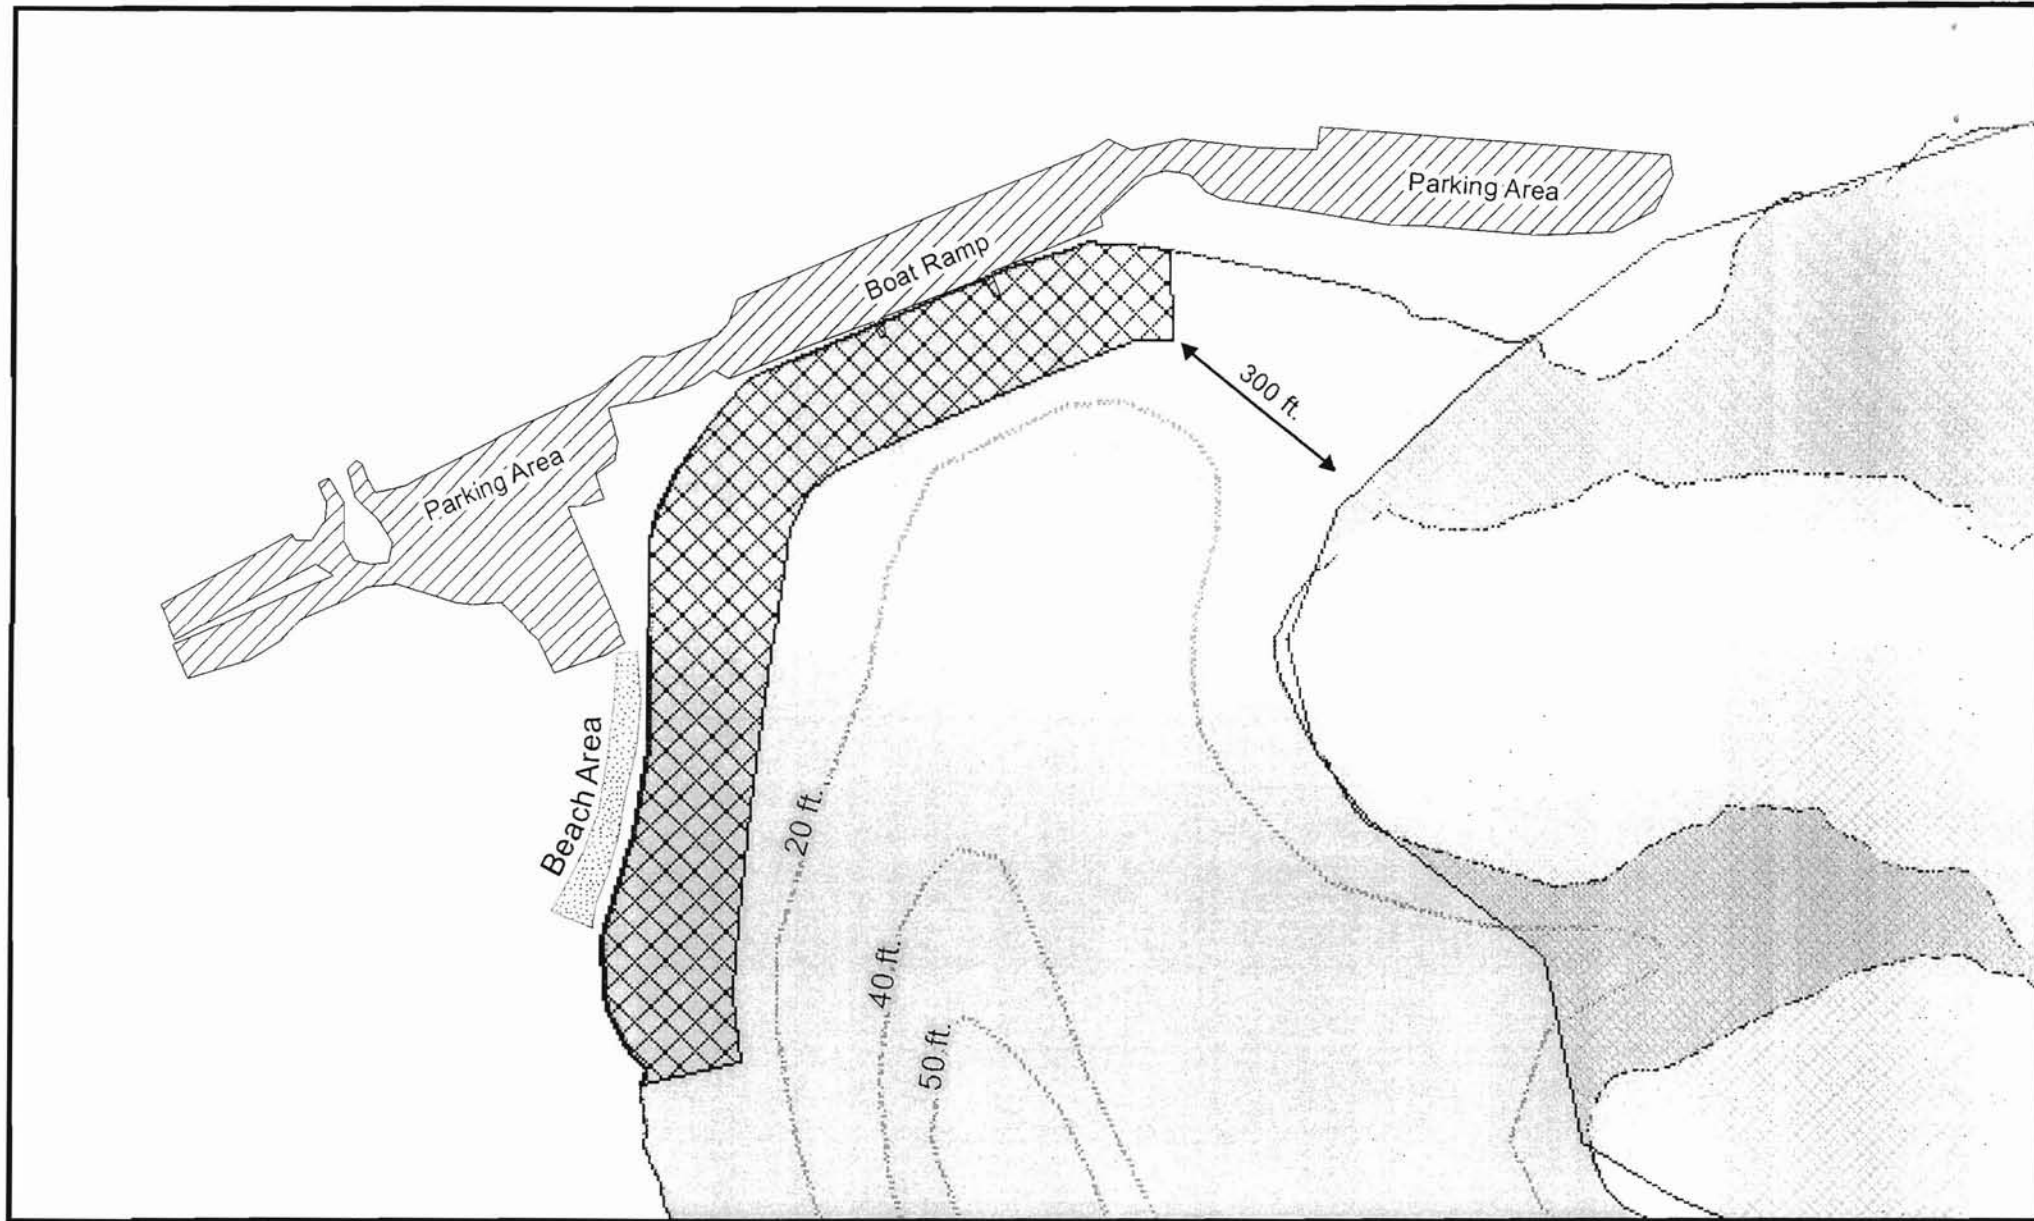 Parking Area
Boat Ramp
300 ft.
Parking Area
Beach Area
20 ft.
40 ft.
50 ft.